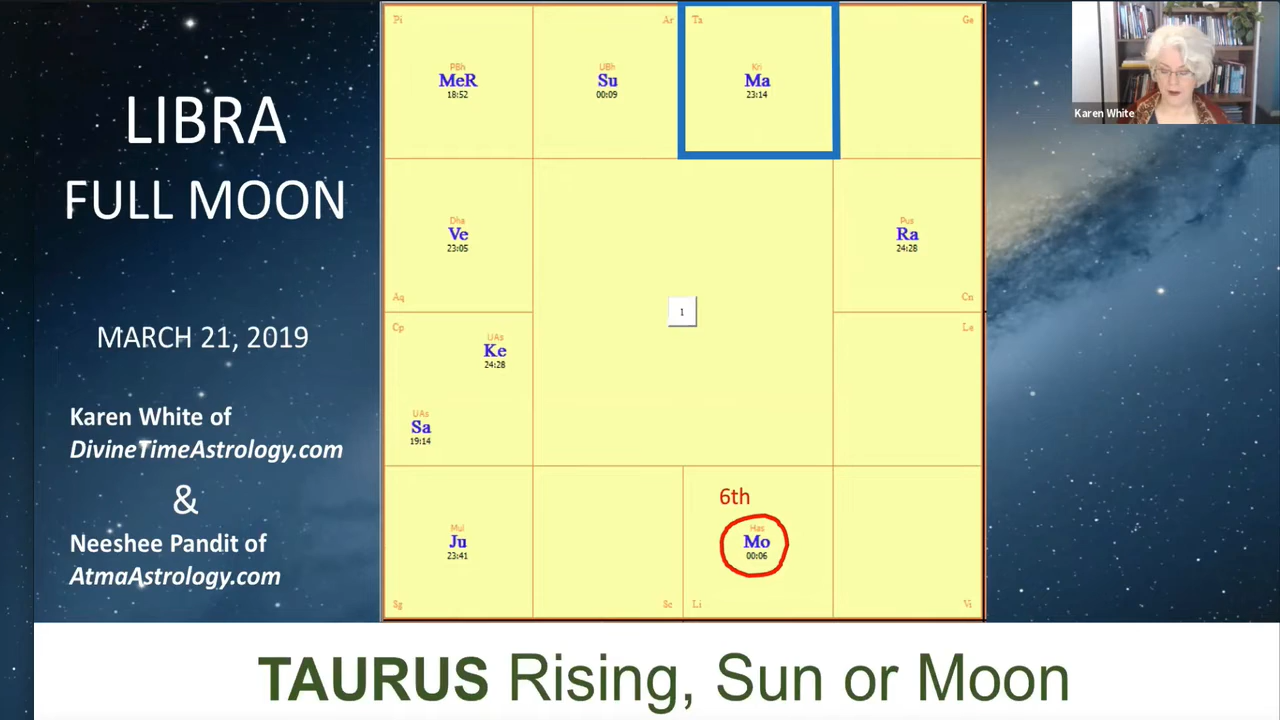 LIBRA
FULL MOON
MARCH 21, 2019
Karen White of
DivineTimeAstrology.com
&
Neeshee Pandit of
AtmaAstrology.com
Pi
PBh
MeR
18:52
Ar
UBh
Su
00:09
Ta
Kri
Ma
23:14
Ge
Dha
Ve
23:05
Aq
Pus
Ra
24:28
Cn
1
Cp
UAs
Ke
24:28
UAs
Sa
19:14
Le
Mul
Ju
23:41
Sg
Sc
6th
Has
Mo
00:06
Li
Vi
Karen White
TAURUS Rising, Sun or Moon